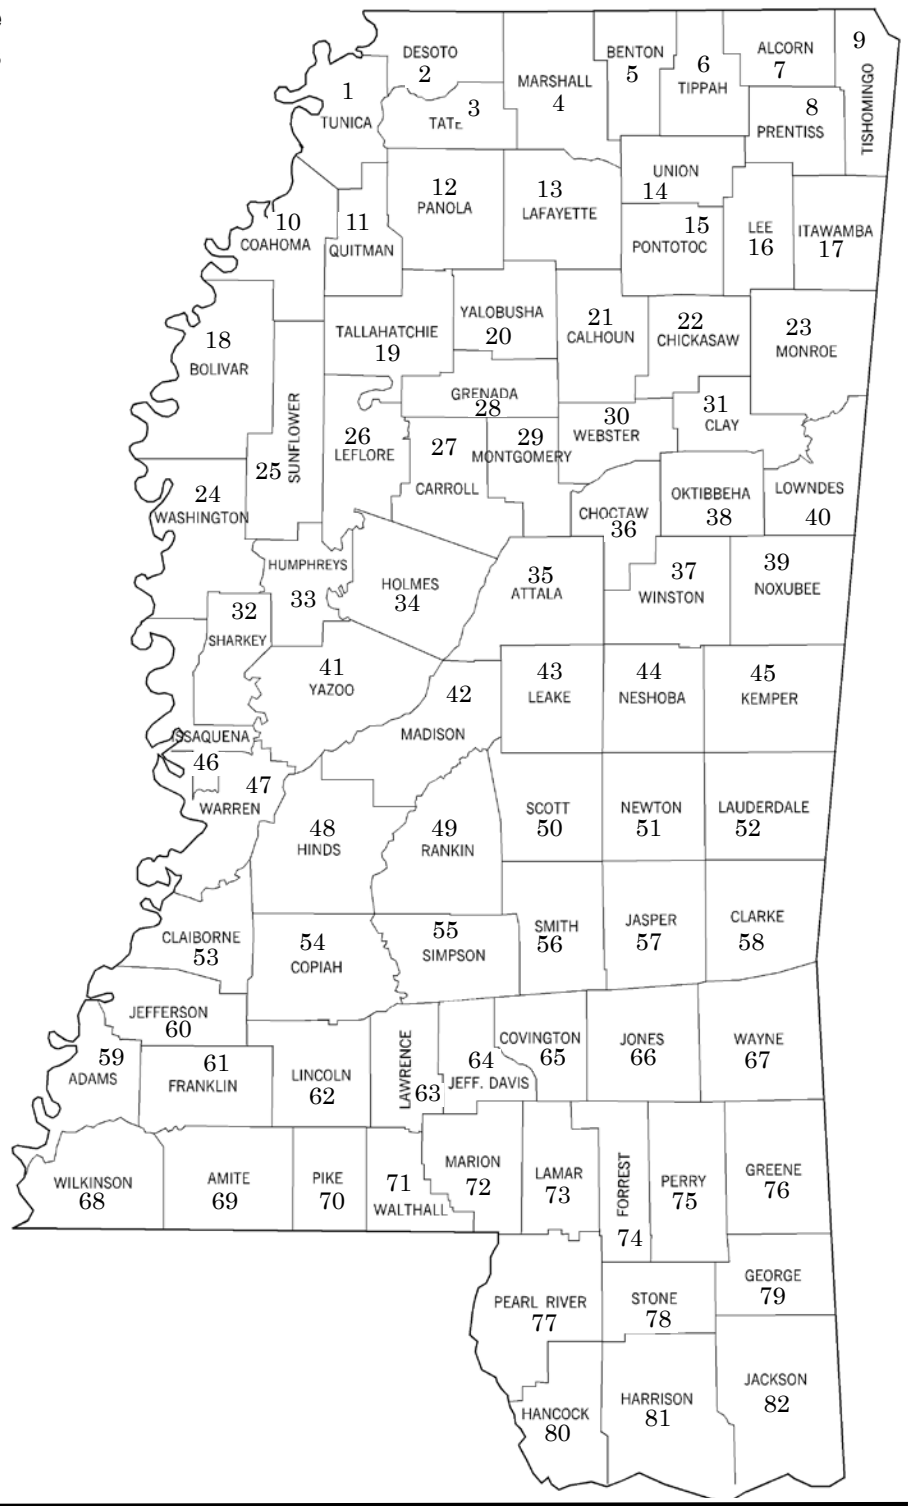 DESOTO
2
1
TUNICA
3
TATE
MARSHALL
4
BENTON
5
6
TIPPAH
ALCORN
7
8
PRENTISS
9
TISHOMINGO
10
COAHOMA
11
QUITMAN
12
PANOLA
13
LAFAYETTE
UNION
14
15
PONTOTOC
LEE
16
ITAWAMBA
17
18
BOLIVAR
TALLAHATCHIE
19
YALOBUSHA
20
21
CALHOUN
22
CHICKASAW
23
MONROE
24
WASHINGTON
25
SUNFLOWER
26
LEFLORE
27
CARROLL
GRENADA
28
29
MONTGOMERY
30
WEBSTER
31
CLAY
32
SHARKEY
HUMPHREYS
33
HOLMES
34
35
ATTALA
CHOCTAW
36
37
WINSTON
OKTIBBEHA
38
39
NOXUBEE
LOWNDES
40
41
YAZOO
42
MADISON
43
LEAKE
44
NESHOBA
45
KEMPER
ISSAQUENA
46
47
WARREN
48
HINDS
49
RANKIN
SCOTT
50
NEWTON
51
LAUDERDALE
52
CLAIBORNE
53
54
COPIAH
55
SIMPSON
SMITH
56
JASPER
57
CLARKE
58
59
ADAMS
JEFFERSON
60
61
FRANKLIN
LINCOLN
62
LAWRENCE
63
64
JEFF. DAVIS
COVINGTON
65
JONES
66
WAYNE
67
WILKINSON
68
AMITE
69
PIKE
70
71
WALTHALL
MARION
72
LAMAR
73
FORREST
74
PERRY
75
GREENE
76
PEARL RIVER
77
STONE
78
GEORGE
79
HANCOCK
80
HARRISON
81
JACKSON
82